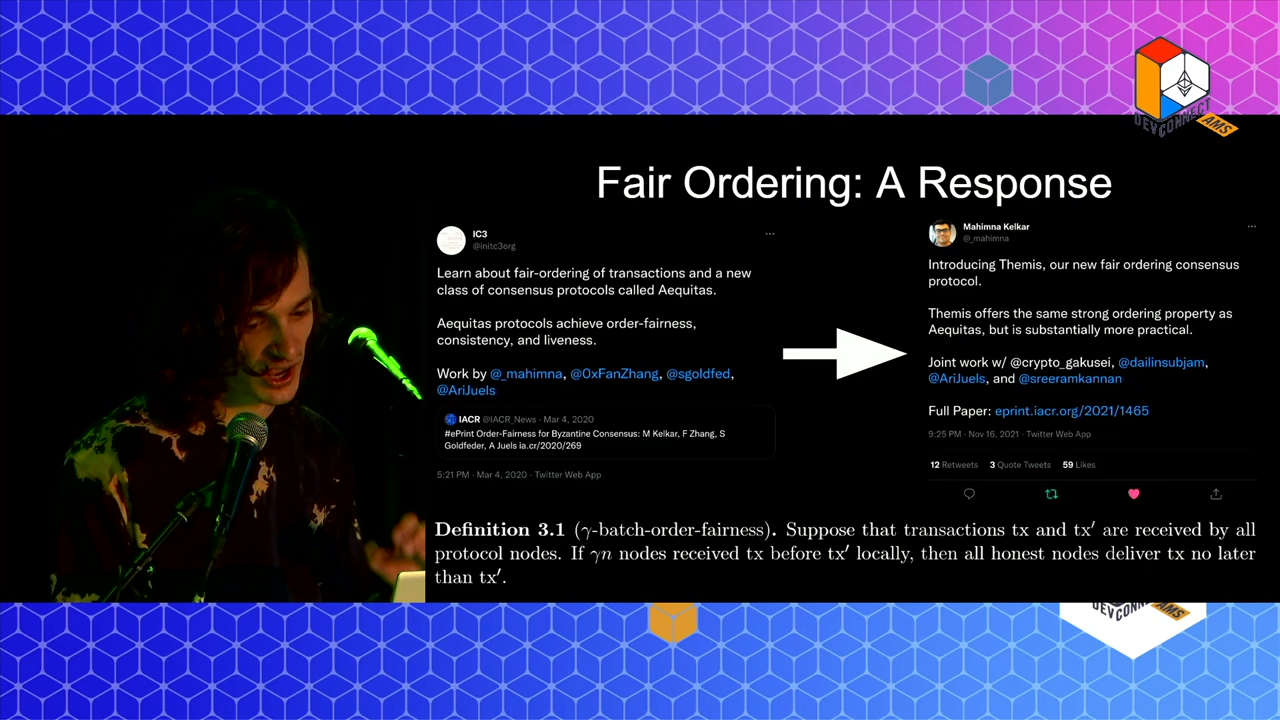 DEVCONNECT
AMS
Fair Ordering: A Response
IC3
@initc3org
Learn about fair-ordering of transactions and a new
class of consensus protocols called Aequitas.
Aequitas protocols achieve order-fairness,
consistency, and liveness.
Work by @_mahimna, @0xFanZhang, @sgoldfed,
@AriJuels
IACR @IACR_News · Mar 4, 2020
#ePrint Order-Fairness for Byzantine Consensus: M Kelkar, F Zhang, S
Goldfeder, A Juels ia.cr/2020/269
5:21 PM · Mar 4, 2020 · Twitter Web App
Mahimna Kelkar
@_mahimna
Introducing Themis, our new fair ordering consensus
protocol.
Themis offers the same strong ordering property as
Aequitas, but is substantially more practical.
Joint work w/ @crypto_gakusei, @dailinsubjam,
@AriJuels, and @sreeramkannan
Full Paper: eprint.iacr.org/2021/1465
9:25 PM · Nov 16, 2021 · Twitter Web App
12 Retweets 3 Quote Tweets 59 Likes
Definition 3.1 (γ-batch-order-fairness). Suppose that transactions tx and tx′ are received by all
protocol nodes. If γn nodes received tx before tx′ locally, then all honest nodes deliver tx no later
than tx′.
AMS